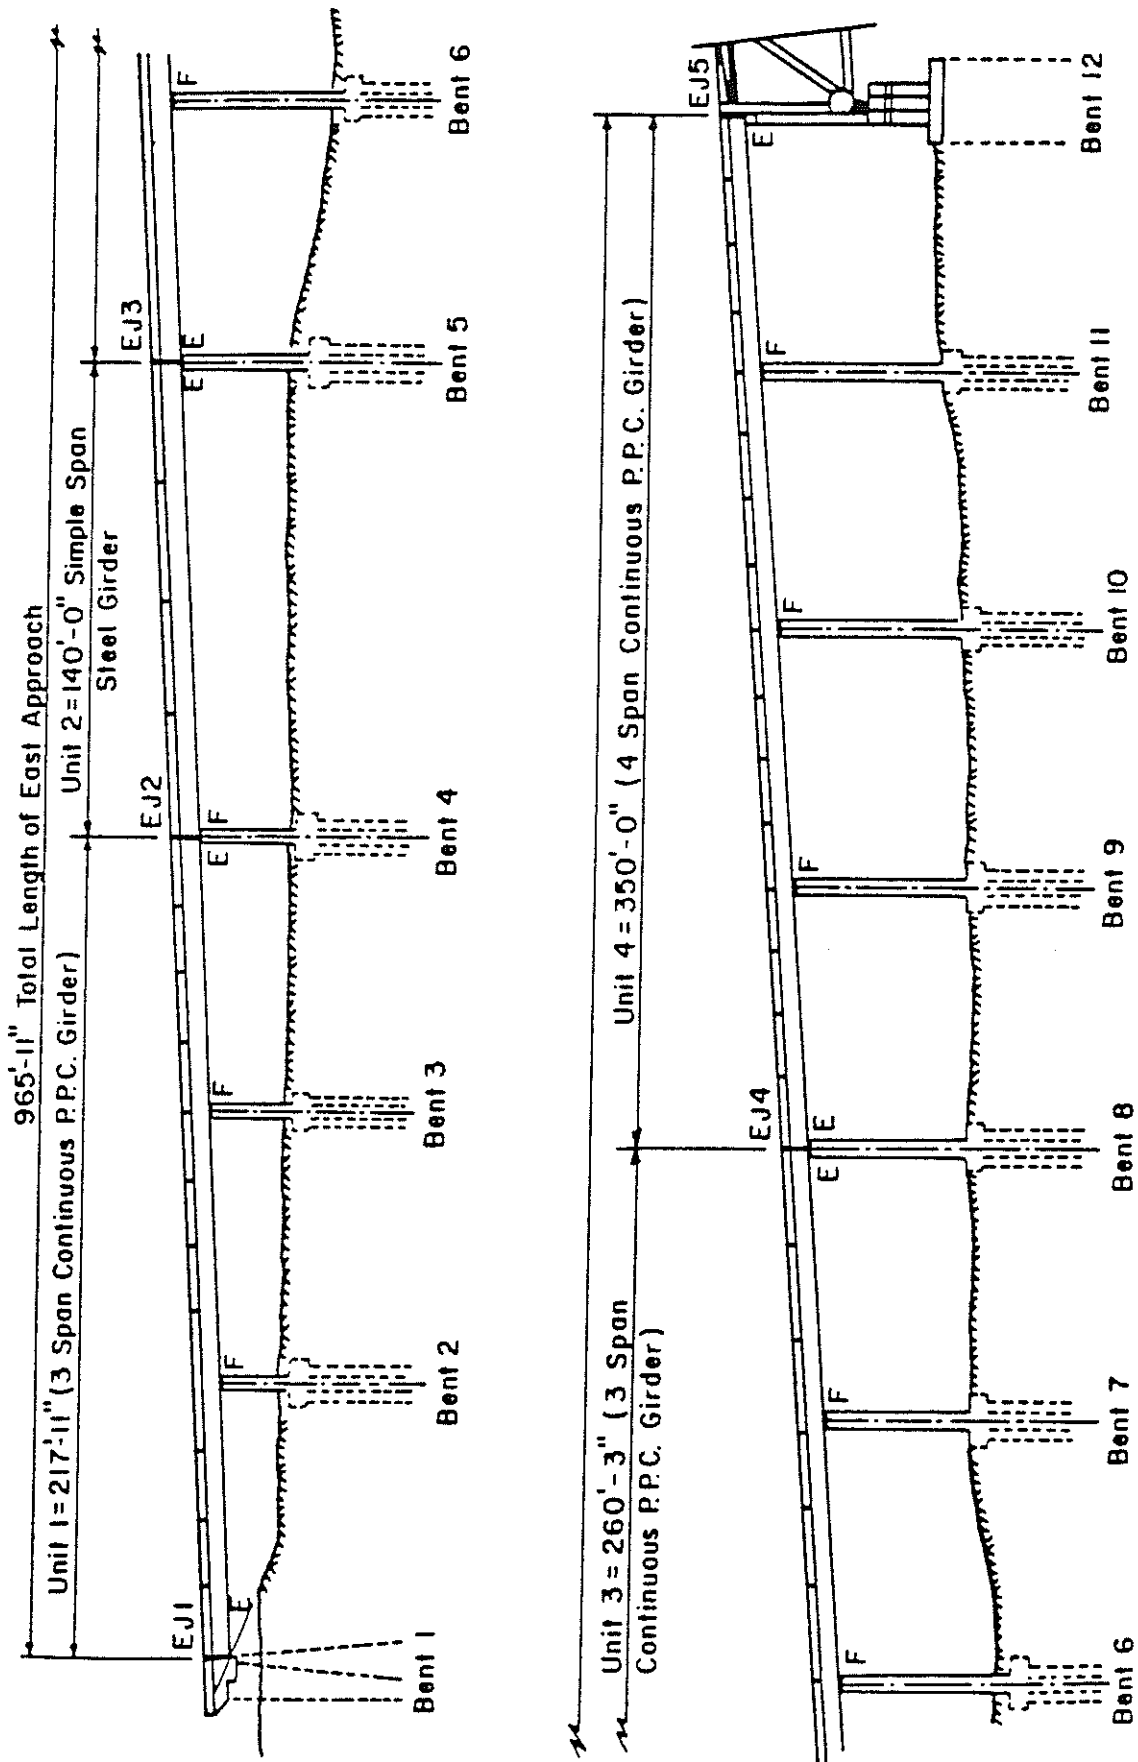 965'-11" Total Length of East Approach
Unit 1=217'-11" (3 Span Continuous P.P.C. Girder)
Unit 2=140'-0" Simple Span
Steel Girder
EJ1
EJ2
EJ3
E
F
F
E
F
E
E
F
Bent 1
Bent 2
Bent 3
Bent 4
Bent 5
Bent 6
Unit 3=260'-3" (3 Span
Continuous P.P.C. Girder)
Unit 4=350'-0" (4 Span Continuous P.P.C. Girder)
EJ4
EJ5
F
F
E
E
F
F
F
E
Bent 6
Bent 7
Bent 8
Bent 9
Bent 10
Bent 11
Bent 12